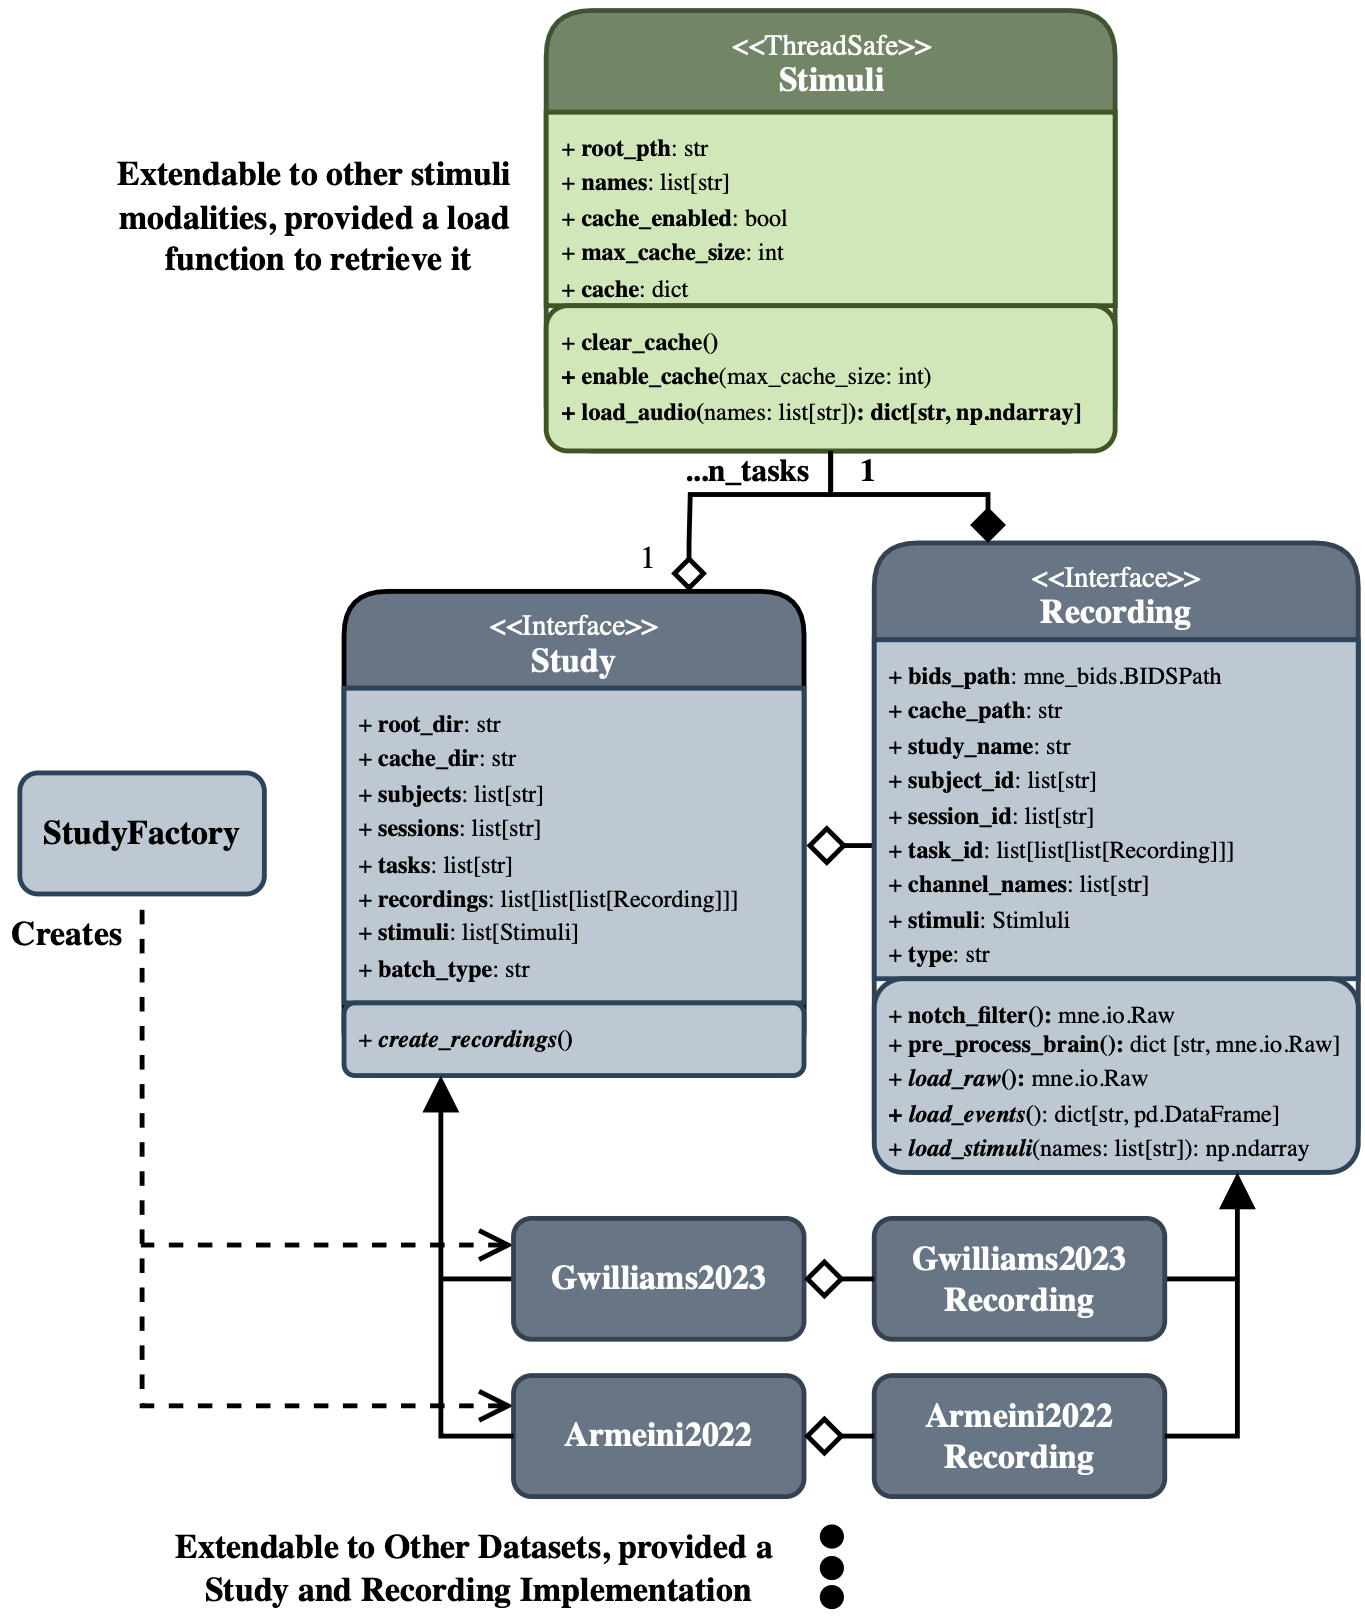 <<ThreadSafe>>
Stimuli
+ root_pth: str
+ names: list[str]
+ cache_enabled: bool
+ max_cache_size: int
+ cache: dict
+ clear_cache()
+ enable_cache(max_cache_size: int)
+ load_audio(names: list[str]): dict[str, np.ndarray]
Extendable to other stimuli
modalities, provided a load
function to retrieve it
...n_tasks
1
1
<<Interface>>
Study
+ root_dir: str
+ cache_dir: str
+ subjects: list[str]
+ sessions: list[str]
+ tasks: list[str]
+ recordings: list[list[list[Recording]]]
+ stimuli: list[Stimuli]
+ batch_type: str
+ create_recordings()
<<Interface>>
Recording
+ bids_path: mne_bids.BIDSPath
+ cache_path: str
+ study_name: str
+ subject_id: list[str]
+ session_id: list[str]
+ task_id: list[list[list[Recording]]]
+ channel_names: list[str]
+ stimuli: Stimluli
+ type: str
+ notch_filter(): mne.io.Raw
+ pre_process_brain(): dict [str, mne.io.Raw]
+ load_raw(): mne.io.Raw
+ load_events(): dict[str, pd.DataFrame]
+ load_stimuli(names: list[str]): np.ndarray
StudyFactory
Creates
Gwilliams2023
Gwilliams2023
Recording
Armeini2022
Armeini2022
Recording
Extendable to Other Datasets, provided a
Study and Recording Implementation